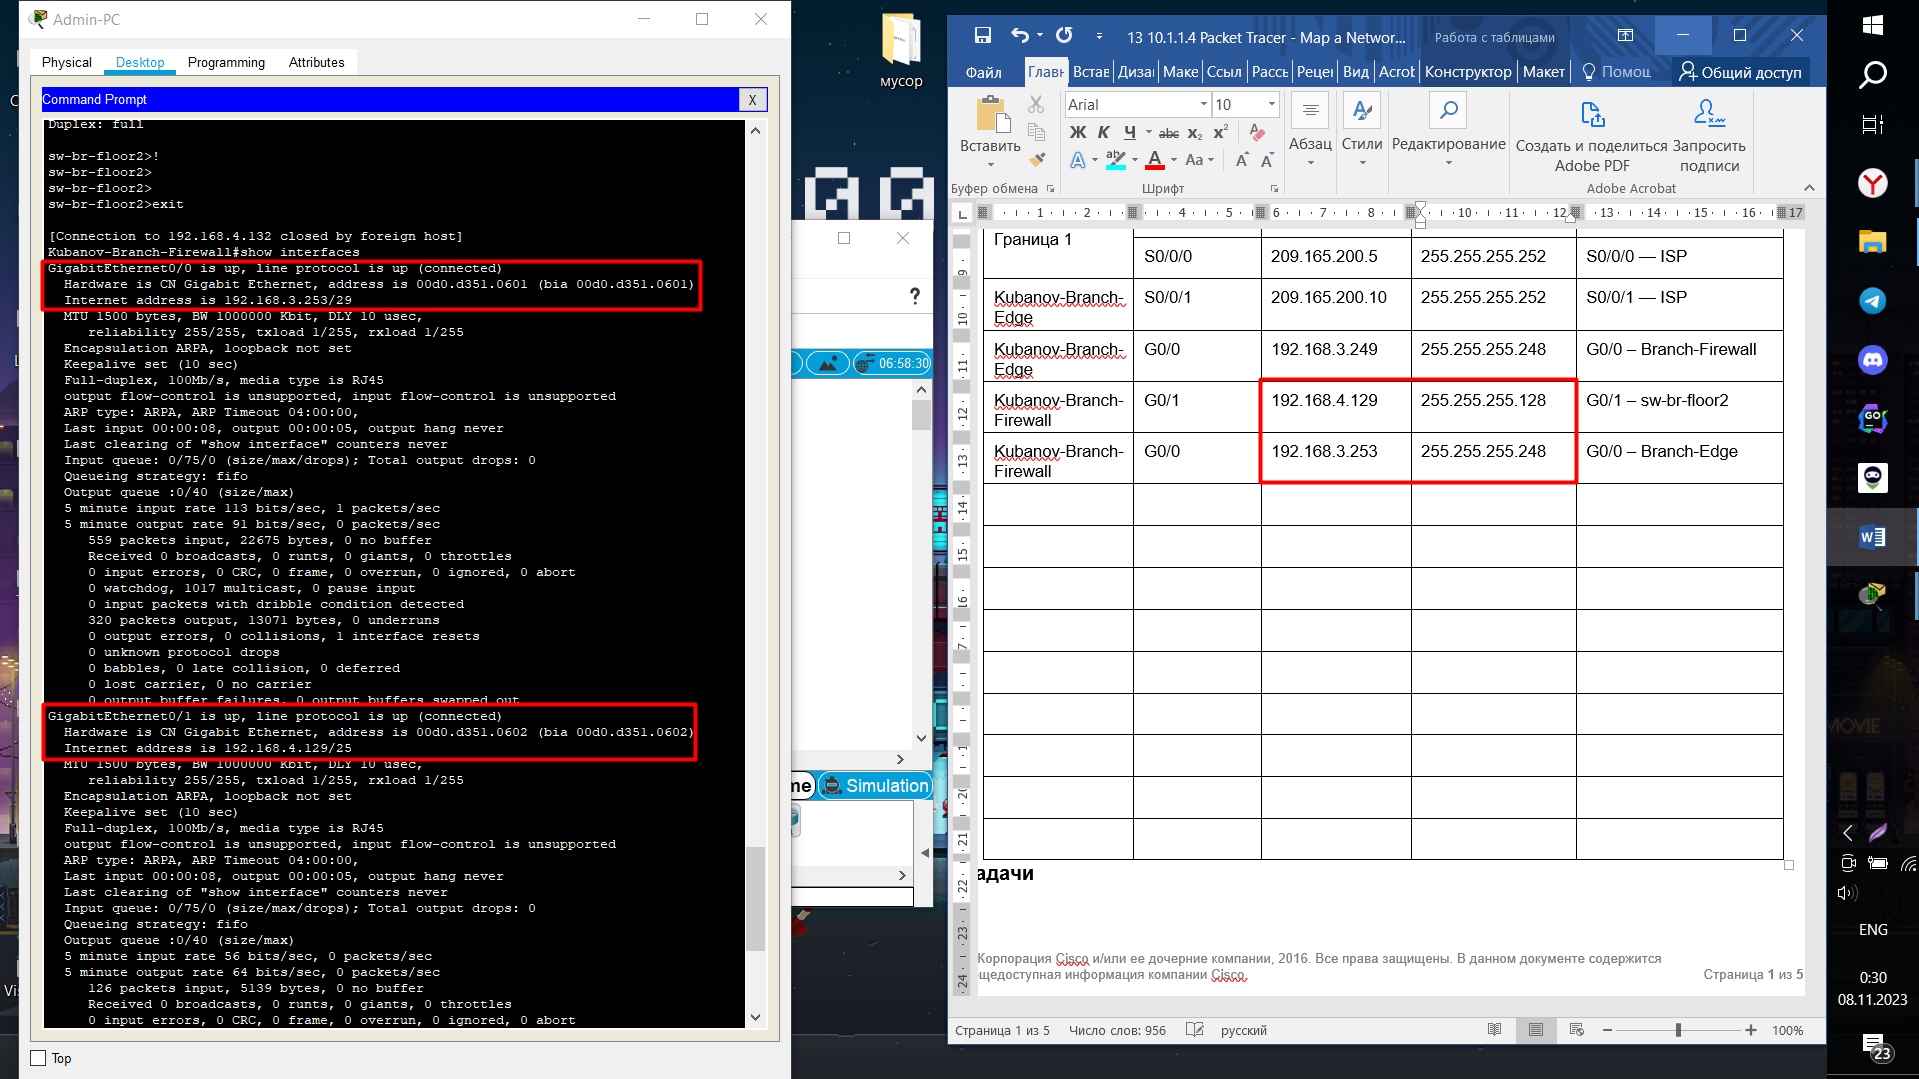 Admin-PC
Physical
Desktop
Programming
Attributes
Command Prompt
X
Duplex: full
sw-br-floor2>!
sw-br-floor2>
sw-br-floor2>
sw-br-floor2>exit
[Connection to 192.168.4.132 closed by foreign host]
Kubanov-Branch-Firewall#show interfaces
GigabitEthernet0/0 is up, line protocol is up (connected)
Hardware is CN Gigabit Ethernet, address is 00d0.d351.0601 (bia 00d0.d351.0601)
Internet address is 192.168.3.253/29
MTU 1500 bytes, BW 1000000 Kbit, DLY 10 usec,
reliability 255/255, txload 1/255, rxload 1/255
Encapsulation ARPA, loopback not set
Keepalive set (10 sec)
Full-duplex, 100Mb/s, media type is RJ45
output flow-control is unsupported, input flow-control is unsupported
ARP type: ARPA, ARP Timeout 04:00:00,
Last input 00:00:08, output 00:00:05, output hang never
Last clearing of "show interface" counters never
Input queue: 0/75/0 (size/max/drops); Total output drops: 0
Queueing strategy: fifo
Output queue :0/40 (size/max)
5 minute input rate 113 bits/sec, 1 packets/sec
5 minute output rate 91 bits/sec, 0 packets/sec
559 packets input, 22675 bytes, 0 no buffer
Received 0 broadcasts, 0 runts, 0 giants, 0 throttles
0 input errors, 0 CRC, 0 frame, 0 overrun, 0 ignored, 0 abort
0 watchdog, 1017 multicast, 0 pause input
0 input packets with dribble condition detected
320 packets output, 13071 bytes, 0 underruns
0 output errors, 0 collisions, 1 interface resets
0 unknown protocol drops
0 babbles, 0 late collision, 0 deferred
0 lost carrier, 0 no carrier
0 output buffer failures, 0 output buffers swapped out
GigabitEthernet0/1 is up, line protocol is up (connected)
Hardware is CN Gigabit Ethernet, address is 00d0.d351.0602 (bia 00d0.d351.0602)
Internet address is 192.168.4.129/25
MTU 1500 bytes, BW 1000000 Kbit, DLY 10 usec,
reliability 255/255, txload 1/255, rxload 1/255
Encapsulation ARPA, loopback not set
Keepalive set (10 sec)
Full-duplex, 100Mb/s, media type is RJ45
output flow-control is unsupported, input flow-control is unsupported
ARP type: ARPA, ARP Timeout 04:00:00,
Last input 00:00:08, output 00:00:05, output hang never
Last clearing of "show interface" counters never
Input queue: 0/75/0 (size/max/drops); Total output drops: 0
Queueing strategy: fifo
Output queue :0/40 (size/max)
5 minute input rate 56 bits/sec, 0 packets/sec
5 minute output rate 64 bits/sec, 0 packets/sec
126 packets input, 5139 bytes, 0 no buffer
Received 0 broadcasts, 0 runts, 0 giants, 0 throttles
0 input errors, 0 CRC, 0 frame, 0 overrun, 0 ignored, 0 abort
Top
мусор
?
06:58:30
me
Simulation
13 10.1.1.4 Packet Tracer - Map a Networ...
Работа с таблицами
Файл
Главн
Встав
Дизаі
Маке
Ссыл
Рассь
Рецен
Вид
Acrob
Конструктор
Макет
Помощ
Общий доступ
Вставить
Arial
10
Ж К Ч abc x₂ x²
A aby A Aa A A
Абзац
Стили
Редактирование
Создать и поделиться Adobe PDF
Запросить подписи
Буфер обмена
Шрифт
Adobe Acrobat
1 2 4 5 6 7 8 10 11 12 13 14 15 16 17
Граница 1
S0/0/0 209.165.200.5 255.255.255.252 S0/0/0 — ISP
Kubanov-Branch-Edge S0/0/1 209.165.200.10 255.255.255.252 S0/0/1 — ISP
Kubanov-Branch-Edge G0/0 192.168.3.249 255.255.255.248 G0/0 – Branch-Firewall
Kubanov-Branch-Firewall G0/1 192.168.4.129 255.255.255.128 G0/1 – sw-br-floor2
Kubanov-Branch-Firewall G0/0 192.168.3.253 255.255.255.248 G0/0 – Branch-Edge
адачи
Корпорация Cisco и/или ее дочерние компании, 2016. Все права защищены. В данном документе содержится
щедоступная информация компании Cisco.
Страница 1 из 5
Страница 1 из 5
Число слов: 956
русский
100%
GO
ENG
0:30
08.11.2023
23